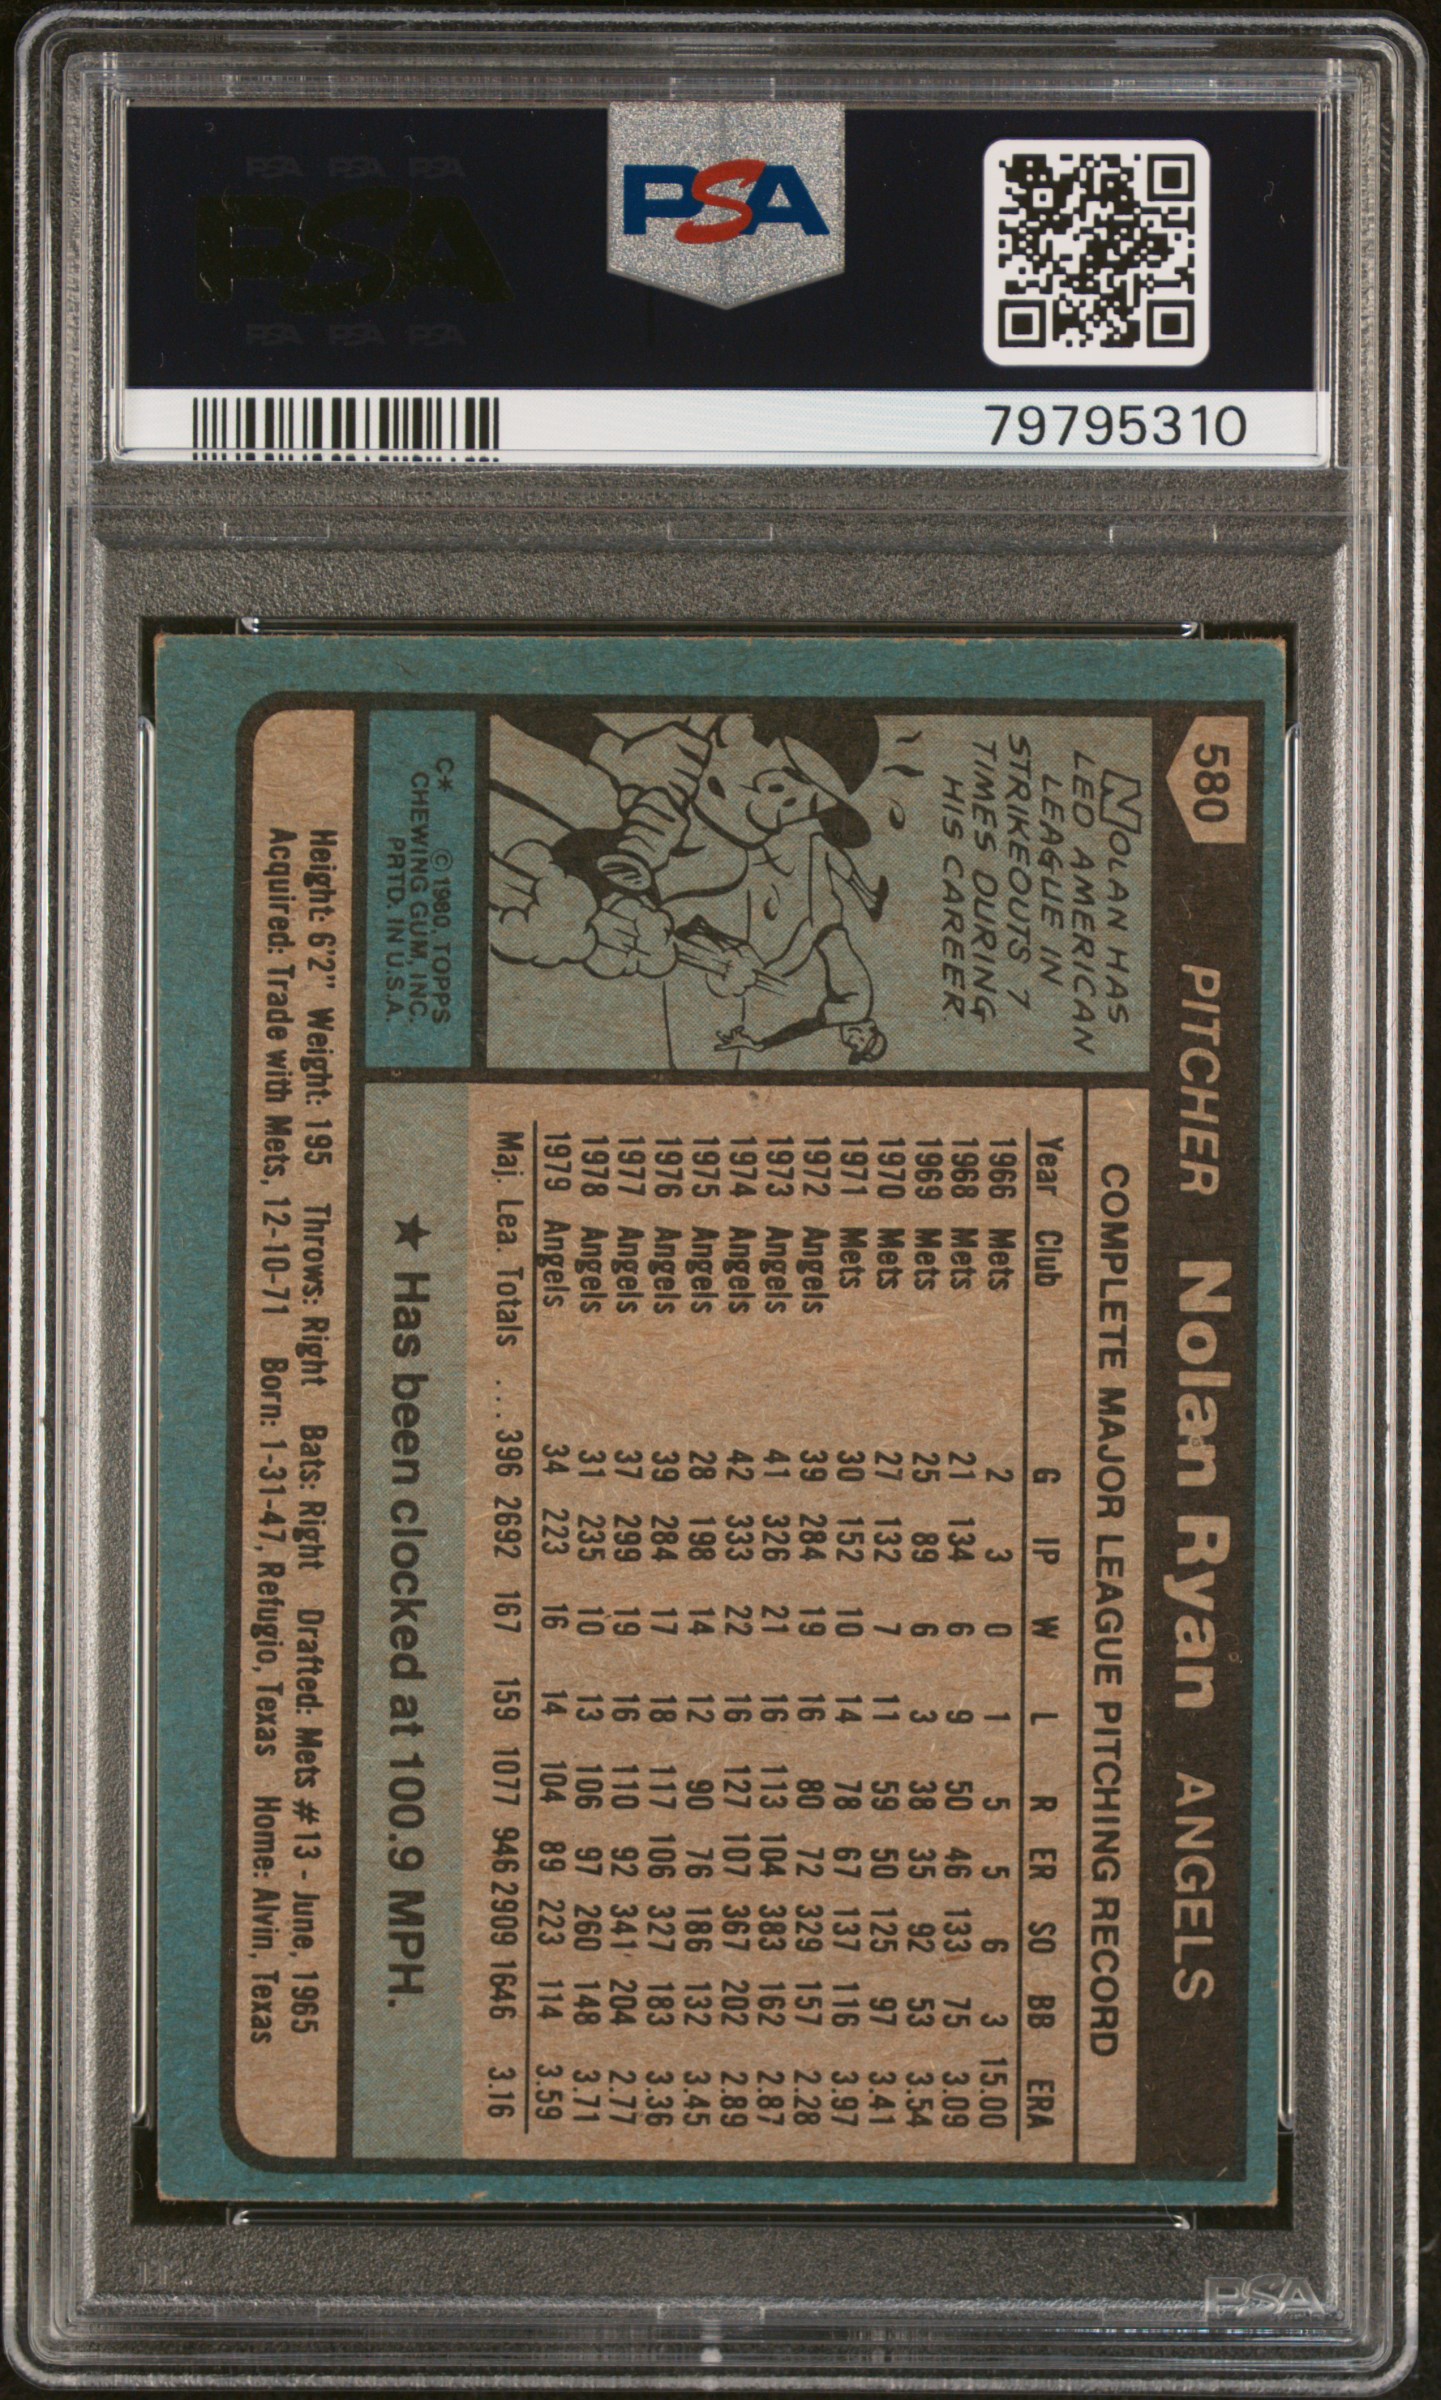 PSA PSA PSA
PSA
PSA PSA PSA
PSA
79795310
580 PITCHER Nolan Ryan ANGELS
NOLAN HAS
LED AMERICAN
LEAGUE IN
STRIKEOUTS 7
TIMES DURING
HIS CAREER.
C* © 1980, TOPPS
CHEWING GUM, INC.
PRTD. IN U.S.A.
COMPLETE MAJOR LEAGUE PITCHING RECORD
Year Club G IP W L R ER SO BB ERA
1966 Mets 2 3 0 1 5 5 6 3 15.00
1968 Mets 21 134 6 9 50 46 133 75 3.09
1969 Mets 25 89 6 3 38 35 92 53 3.54
1970 Mets 27 132 7 11 59 50 125 97 3.41
1971 Mets 30 152 10 14 78 67 137 116 3.97
1972 Angels 39 284 19 16 80 72 329 157 2.28
1973 Angels 41 326 21 16 113 104 383 162 2.87
1974 Angels 42 333 22 16 127 107 367 202 2.89
1975 Angels 28 198 14 12 90 76 186 132 3.45
1976 Angels 39 284 17 18 117 106 327 183 3.36
1977 Angels 37 299 19 16 110 92 341 204 2.77
1978 Angels 31 235 10 13 106 97 260 148 3.71
1979 Angels 34 223 16 14 104 89 223 114 3.59
Maj. Lea. Totals ... 396 2692 167 159 1077 946 2909 1646 3.16
★ Has been clocked at 100.9 MPH.
Height: 6'2" Weight: 195 Throws: Right Bats: Right Drafted: Mets #13 - June, 1965
Acquired: Trade with Mets, 12-10-71 Born: 1-31-47, Refugio, Texas Home: Alvin, Texas
PSA